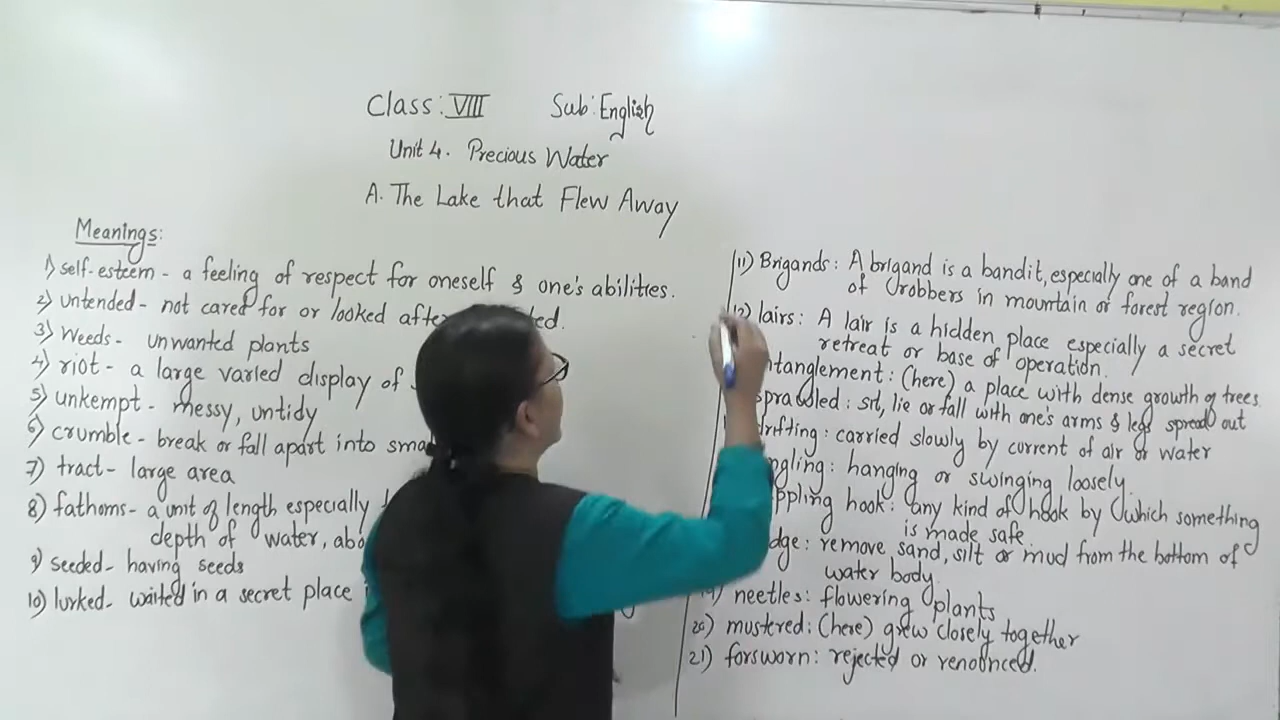 Class: VIII Sub: English
Unit 4. Precious Water
A. The Lake that Flew Away
Meanings:
1) self-esteem - a feeling of respect for oneself & one's abilities.
2) untended - not cared for or looked after
3) weeds - unwanted plants
4) riot - a large varied display of
5) unkempt - messy, untidy
6) crumble - break or fall apart into
7) tract - large area
8) fathoms - a unit of length especially
depth of water,
9) seeded - having seeds
10) lurked - waited in a secret place
11) Brigands: A brigand is a bandit, especially one of a band
of robbers in mountain or forest region.
12) lairs: A lair is a hidden place especially a secret
retreat or base of operation.
ntanglement: (here) a place with dense growth of trees.
sprawled: sit, lie or fall with one's arms & legs spread out
drifting: carried slowly by current of air or water
ngling: hanging or swinging loosely.
ppling hook: any kind of hook by which something
is made safe.
dge: remove sand, silt or mud from the bottom of
water body.
19) neetles: flowering plants
20) mustered: (here) grew closely together
21) forsworn: rejected or renounced.